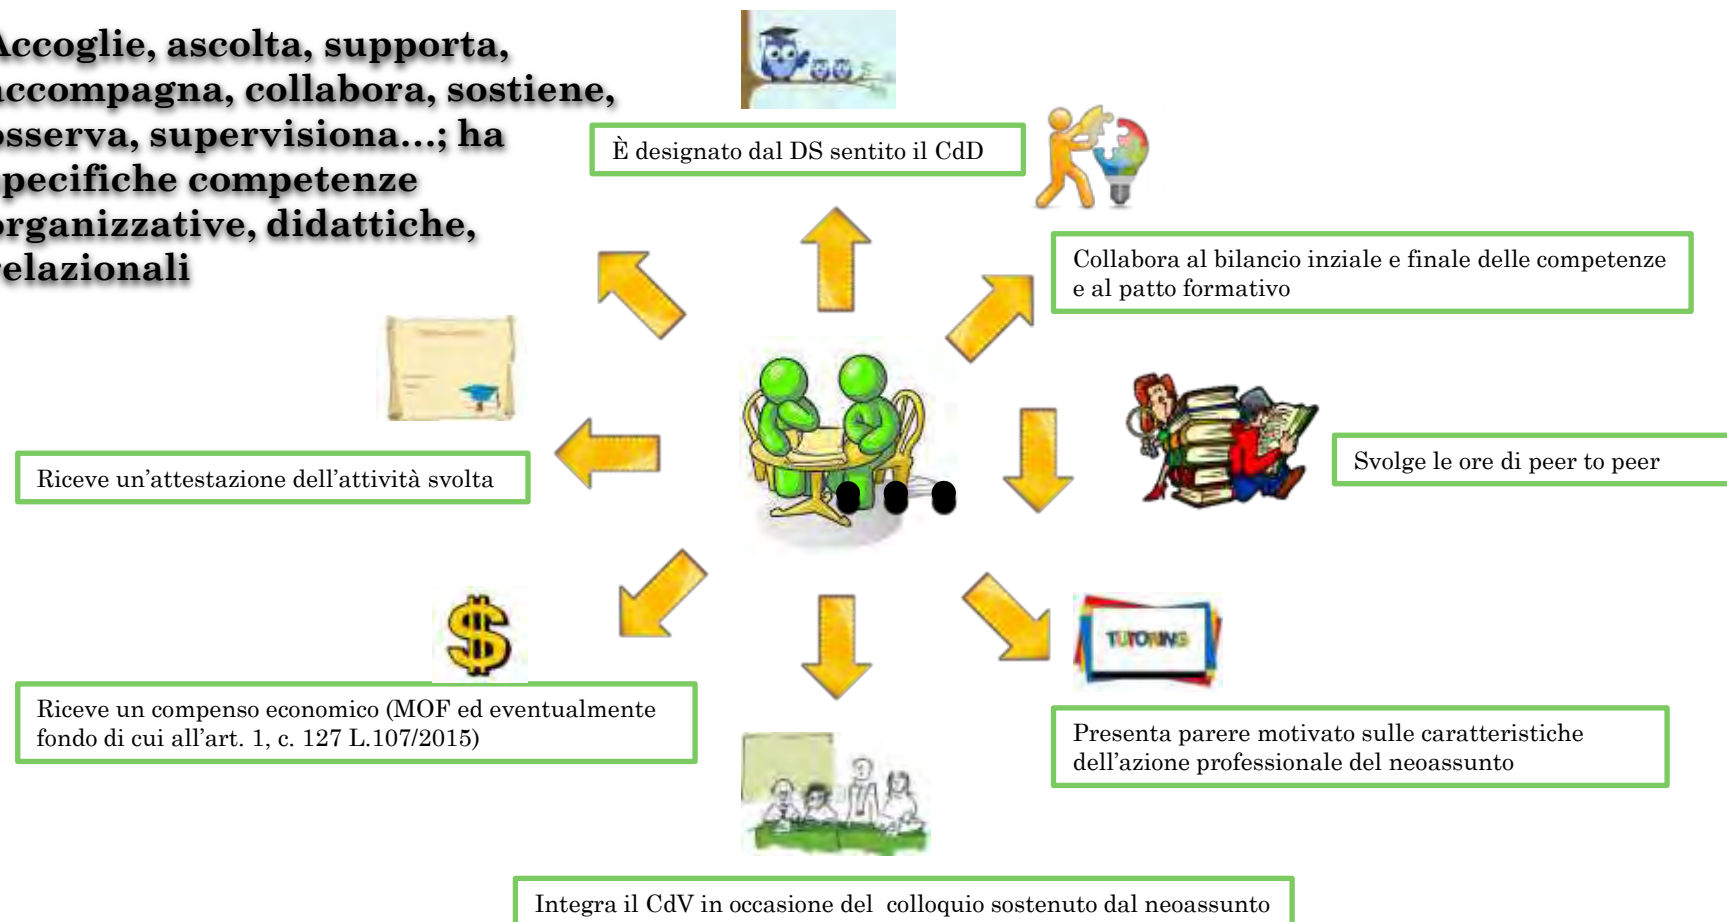 Accoglie, ascolta, supporta,
accompagna, collabora, sostiene,
osserva, supervisiona...; ha
specifiche competenze
organizzative, didattiche,
relazionali
È designato dal DS sentito il CdD
Collabora al bilancio inziale e finale delle competenze
e al patto formativo
Svolge le ore di peer to peer
Riceve un'attestazione dell'attività svolta
TUTORING
Riceve un compenso economico (MOF ed eventualmente
fondo di cui all'art. 1, c. 127 L.107/2015)
Presenta parere motivato sulle caratteristiche
dell'azione professionale del neoassunto
Integra il CdV in occasione del colloquio sostenuto dal neoassunto